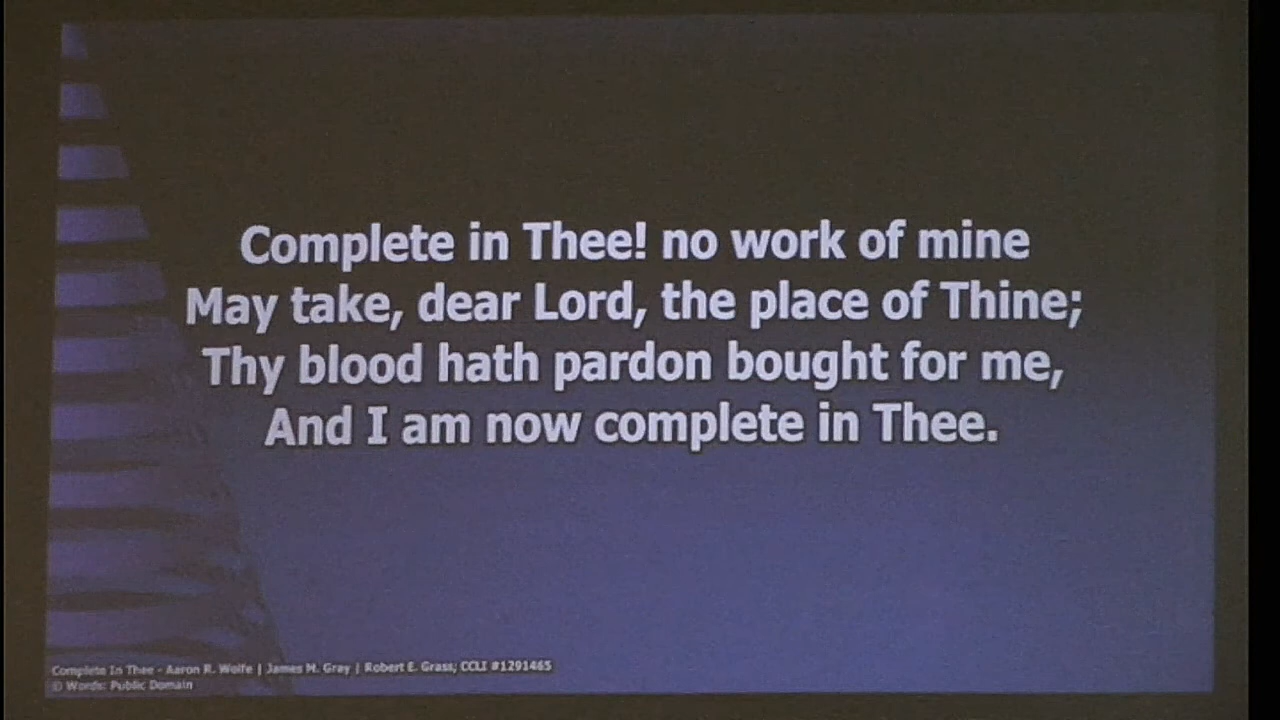 Complete in Thee! no work of mine
May take, dear Lord, the place of Thine;
Thy blood hath pardon bought for me,
And I am now complete in Thee.
Complete In Thee - Aaron R. Wolfe | James M. Gray | Robert E. Grass; CCLI #1291465
© Words: Public Domain